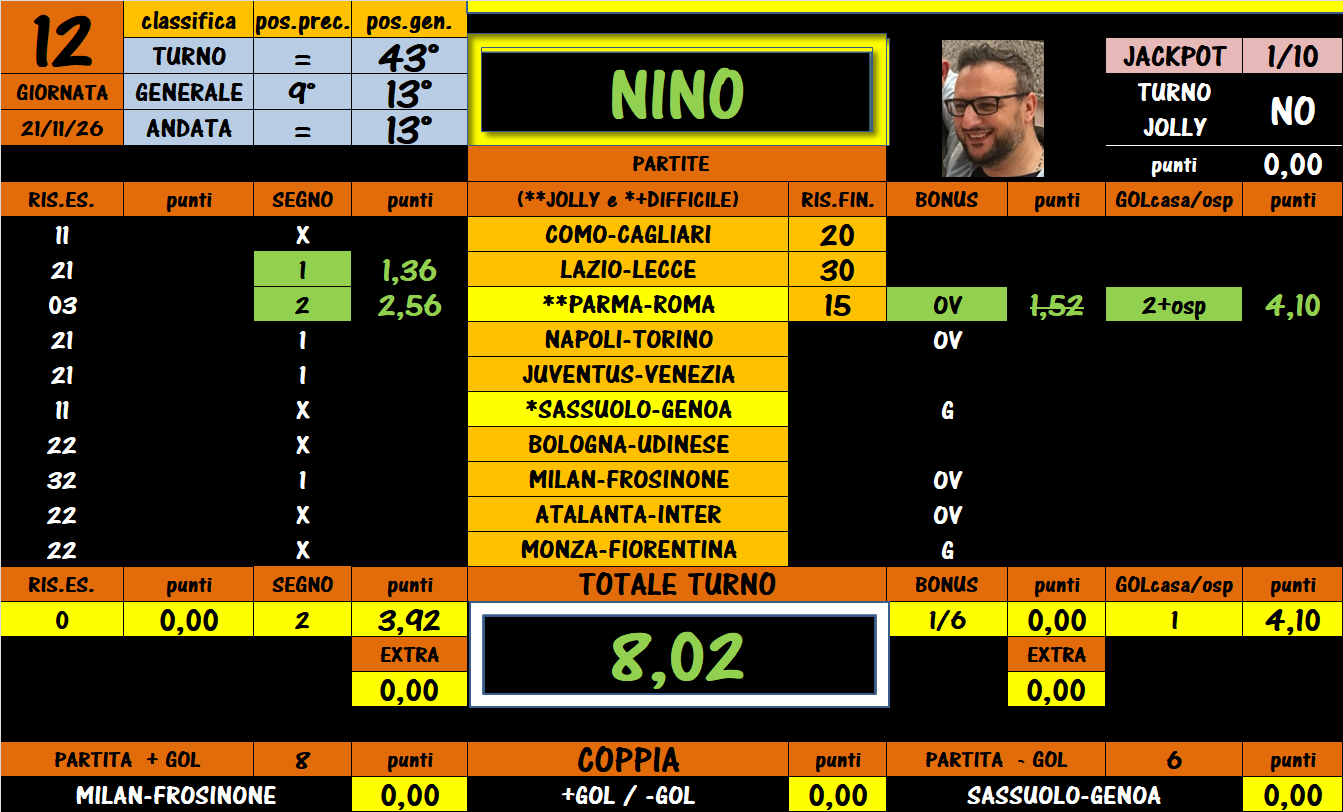 12 classifica pos.prec. pos.gen.
TURNO = 43°
GIORNATA GENERALE 9° 13°
21/11/26 ANDATA = 13°
NINO
JACKPOT 1/10
TURNO JOLLY NO
punti 0,00
PARTITE
RIS.ES. punti SEGNO punti (**JOLLY e *+DIFFICILE) RIS.FIN. BONUS punti GOLcasa/osp punti
11 X COMO-CAGLIARI 20
21 1 1,36 LAZIO-LECCE 30
03 2 2,56 **PARMA-ROMA 15 OV 1,52 2+osp 4,10
21 1 NAPOLI-TORINO OV
21 1 JUVENTUS-VENEZIA
11 X *SASSUOLO-GENOA G
22 X BOLOGNA-UDINESE
32 1 MILAN-FROSINONE OV
22 X ATALANTA-INTER OV
22 X MONZA-FIORENTINA G
RIS.ES. punti SEGNO punti TOTALE TURNO BONUS punti GOLcasa/osp punti
0 0,00 2 3,92 8,02 1/6 0,00 1 4,10
EXTRA EXTRA
0,00 0,00
PARTITA + GOL 8 punti COPPIA punti PARTITA - GOL 6 punti
MILAN-FROSINONE 0,00 +GOL / -GOL 0,00 SASSUOLO-GENOA 0,00